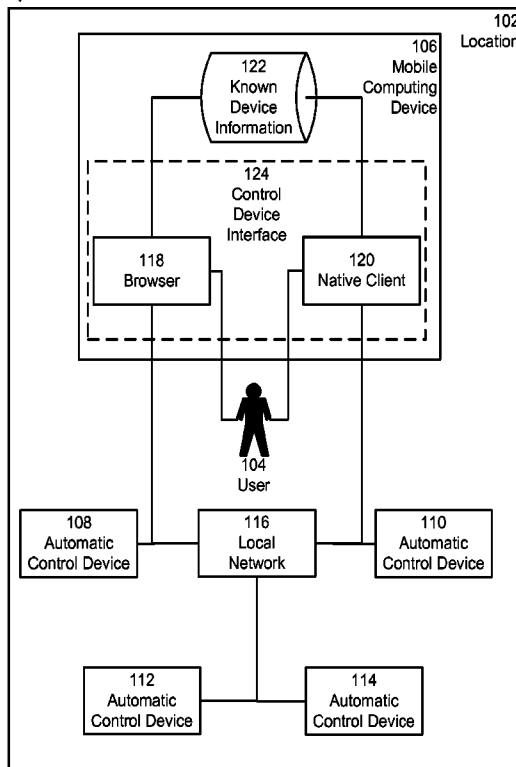 102
Location
106
Mobile
Computing
Device
122
Known
Device
Information
124
Control
Device
Interface
118
Browser
120
Native Client
104
User
108
Automatic
Control Device
116
Local
Network
110
Automatic
Control Device
112
Automatic
Control Device
114
Automatic
Control Device